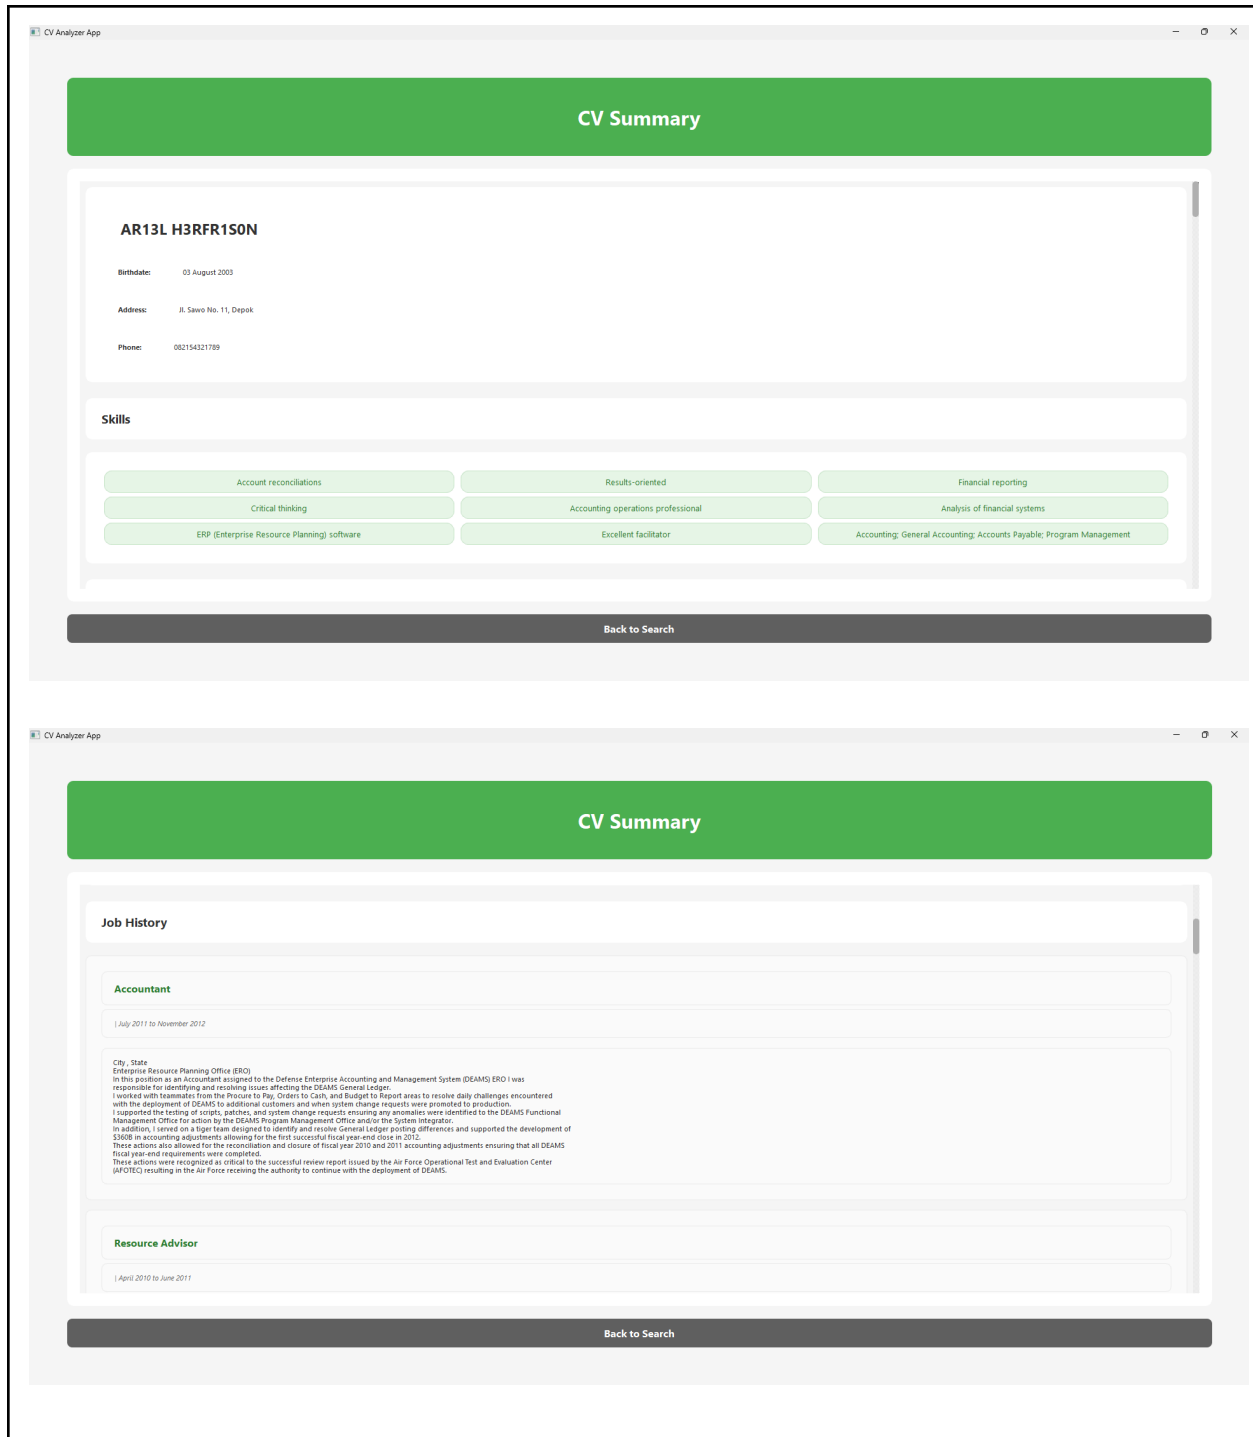 CV Analyzer App
CV Summary
AR13L H3RFR1S0N
Birthdate: 03 August 2003
Address: Jl. Sawo No. 11, Depok
Phone: 082154321789
Skills
Account reconciliations Results-oriented Financial reporting
Critical thinking Accounting operations professional Analysis of financial systems
ERP (Enterprise Resource Planning) software Excellent facilitator Accounting; General Accounting; Accounts Payable; Program Management
Back to Search
CV Analyzer App
CV Summary
Job History
Accountant
| July 2011 to November 2012
City , State
Enterprise Resource Planning Office (ERO)
In this position as an Accountant assigned to the Defense Enterprise Accounting and Management System (DEAMS) ERO I was
responsible for identifying and resolving issues affecting the DEAMS General Ledger.
I worked with teammates from the Procure to Pay, Orders to Cash, and Budget to Report areas to resolve daily challenges encountered
with the deployment of DEAMS to additional customers and when system change requests were promoted to production.
I supported the testing of scripts, patches, and system change requests ensuring any anomalies were identified to the DEAMS Functional
Management Office for action by the DEAMS Program Management Office and/or the System Integrator.
In addition, I served on a tiger team designed to identify and resolve General Ledger posting differences and supported the development of
$360B in accounting adjustments allowing for the first successful fiscal year-end close in 2012.
These actions also allowed for the reconciliation and closure of fiscal year 2010 and 2011 accounting adjustments ensuring that all DEAMS
fiscal year-end requirements were completed.
These actions were recognized as critical to the successful review report issued by the Air Force Operational Test and Evaluation Center
(AFOTEC) resulting in the Air Force receiving the authority to continue with the deployment of DEAMS.
Resource Advisor
| April 2010 to June 2011
Back to Search